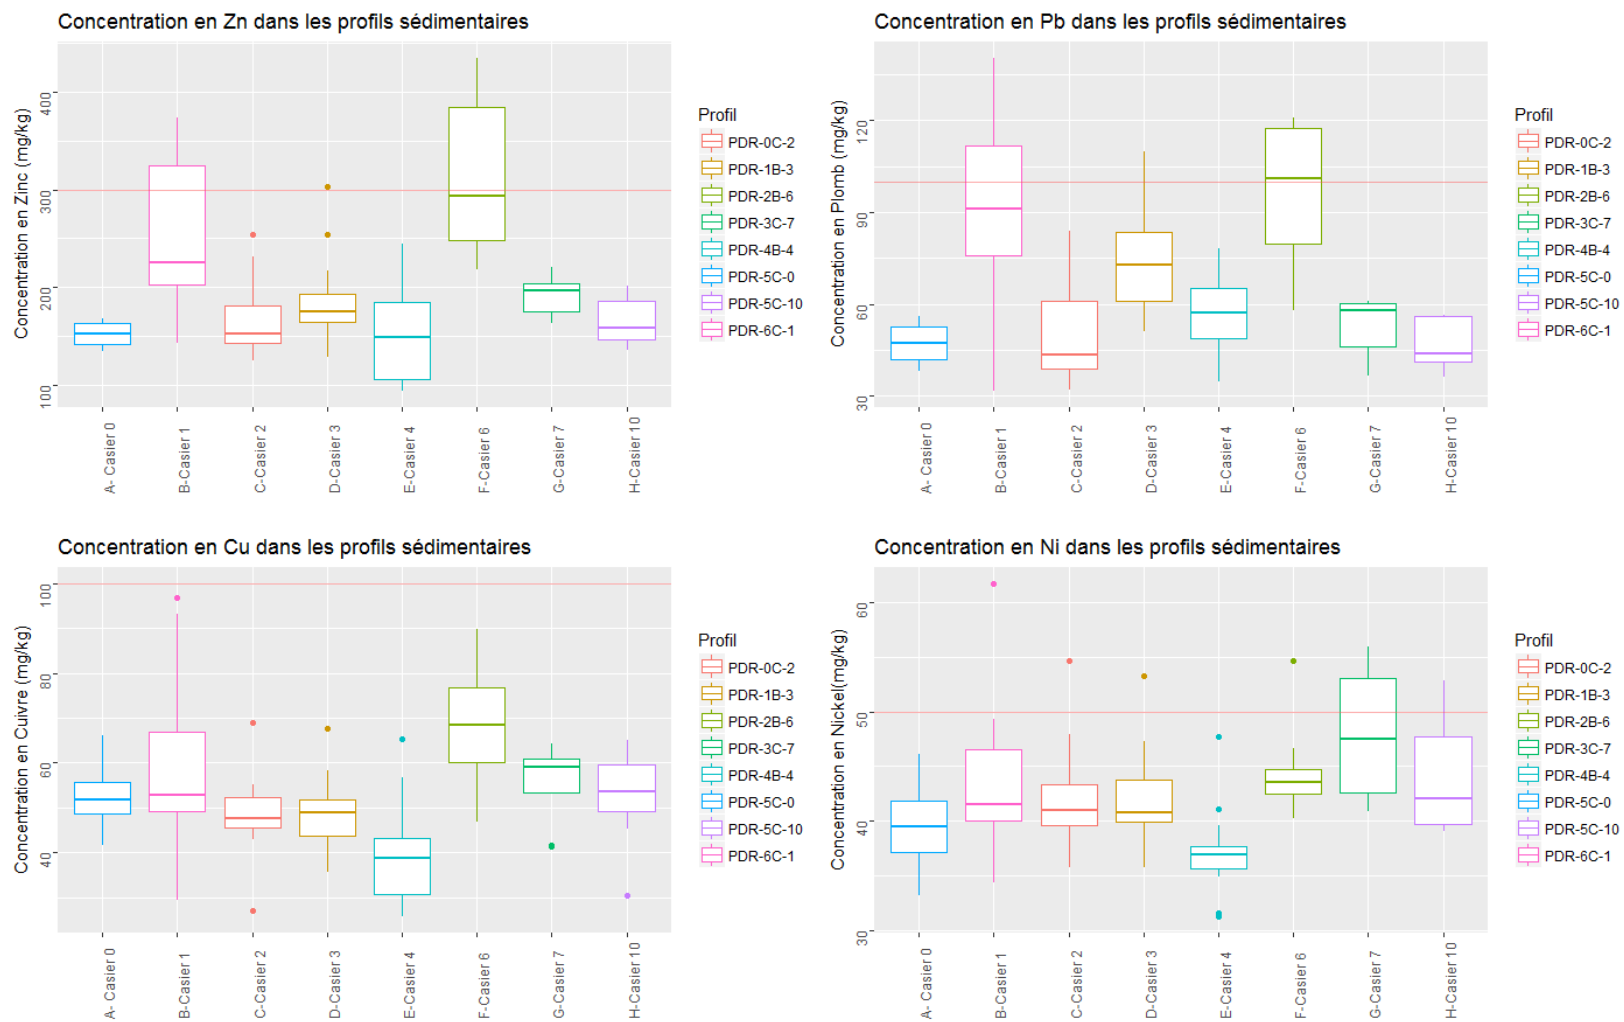 Concentration en Zn dans les profils sédimentaires
Concentration en Zinc (mg/kg)
400
300
200
100
A- Casier 0
B-Casier 1
C-Casier 2
D-Casier 3
E-Casier 4
F-Casier 6
G-Casier 7
H-Casier 10
Profil
PDR-0C-2
PDR-1B-3
PDR-2B-6
PDR-3C-7
PDR-4B-4
PDR-5C-0
PDR-5C-10
PDR-6C-1
Concentration en Pb dans les profils sédimentaires
Concentration en Plomb (mg/kg)
120
90
60
30
A- Casier 0
B-Casier 1
C-Casier 2
D-Casier 3
E-Casier 4
F-Casier 6
G-Casier 7
H-Casier 10
Profil
PDR-0C-2
PDR-1B-3
PDR-2B-6
PDR-3C-7
PDR-4B-4
PDR-5C-0
PDR-5C-10
PDR-6C-1
Concentration en Cu dans les profils sédimentaires
Concentration en Cuivre (mg/kg)
100
80
60
40
A- Casier 0
B-Casier 1
C-Casier 2
D-Casier 3
E-Casier 4
F-Casier 6
G-Casier 7
H-Casier 10
Profil
PDR-0C-2
PDR-1B-3
PDR-2B-6
PDR-3C-7
PDR-4B-4
PDR-5C-0
PDR-5C-10
PDR-6C-1
Concentration en Ni dans les profils sédimentaires
Concentration en Nickel(mg/kg)
60
50
40
30
A- Casier 0
B-Casier 1
C-Casier 2
D-Casier 3
E-Casier 4
F-Casier 6
G-Casier 7
H-Casier 10
Profil
PDR-0C-2
PDR-1B-3
PDR-2B-6
PDR-3C-7
PDR-4B-4
PDR-5C-0
PDR-5C-10
PDR-6C-1